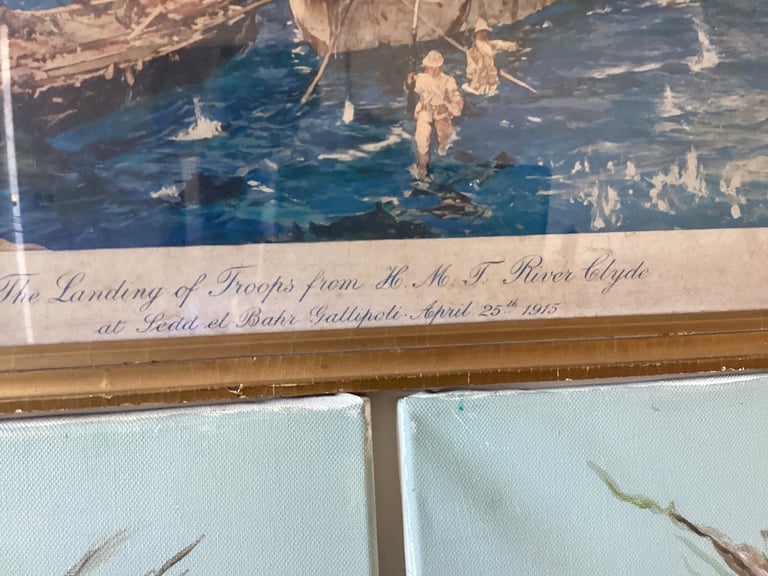 The Landing of Troops from H. M. T. River Clyde
at Sedd-el Bahr Gallipoli-April 25th 1915